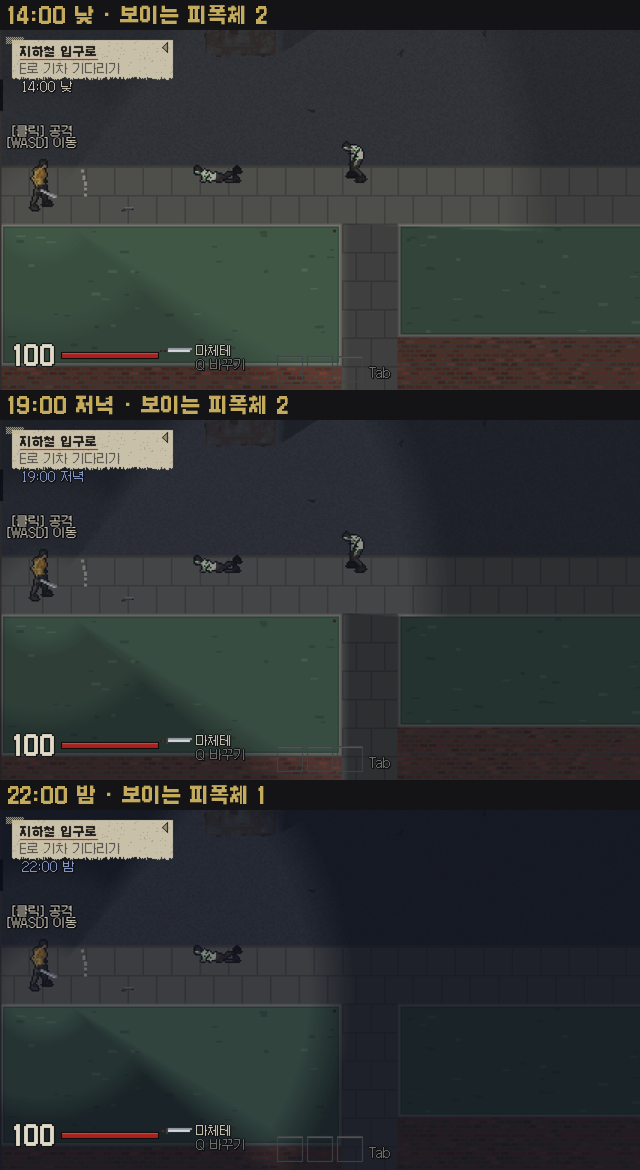 14:00 낮 · 보이는 피폭체 2
지하철 입구로
E로 기차 기다리기
14:00 낮
[클릭] 공격
[WASD] 이동
100
마체테
Q 바꾸기
Tab
19:00 저녁 · 보이는 피폭체 2
지하철 입구로
E로 기차 기다리기
19:00 저녁
[클릭] 공격
[WASD] 이동
100
마체테
Q 바꾸기
Tab
22:00 밤 · 보이는 피폭체 1
지하철 입구로
E로 기차 기다리기
22:00 밤
[클릭] 공격
[WASD] 이동
100
마체테
Q 바꾸기
Tab